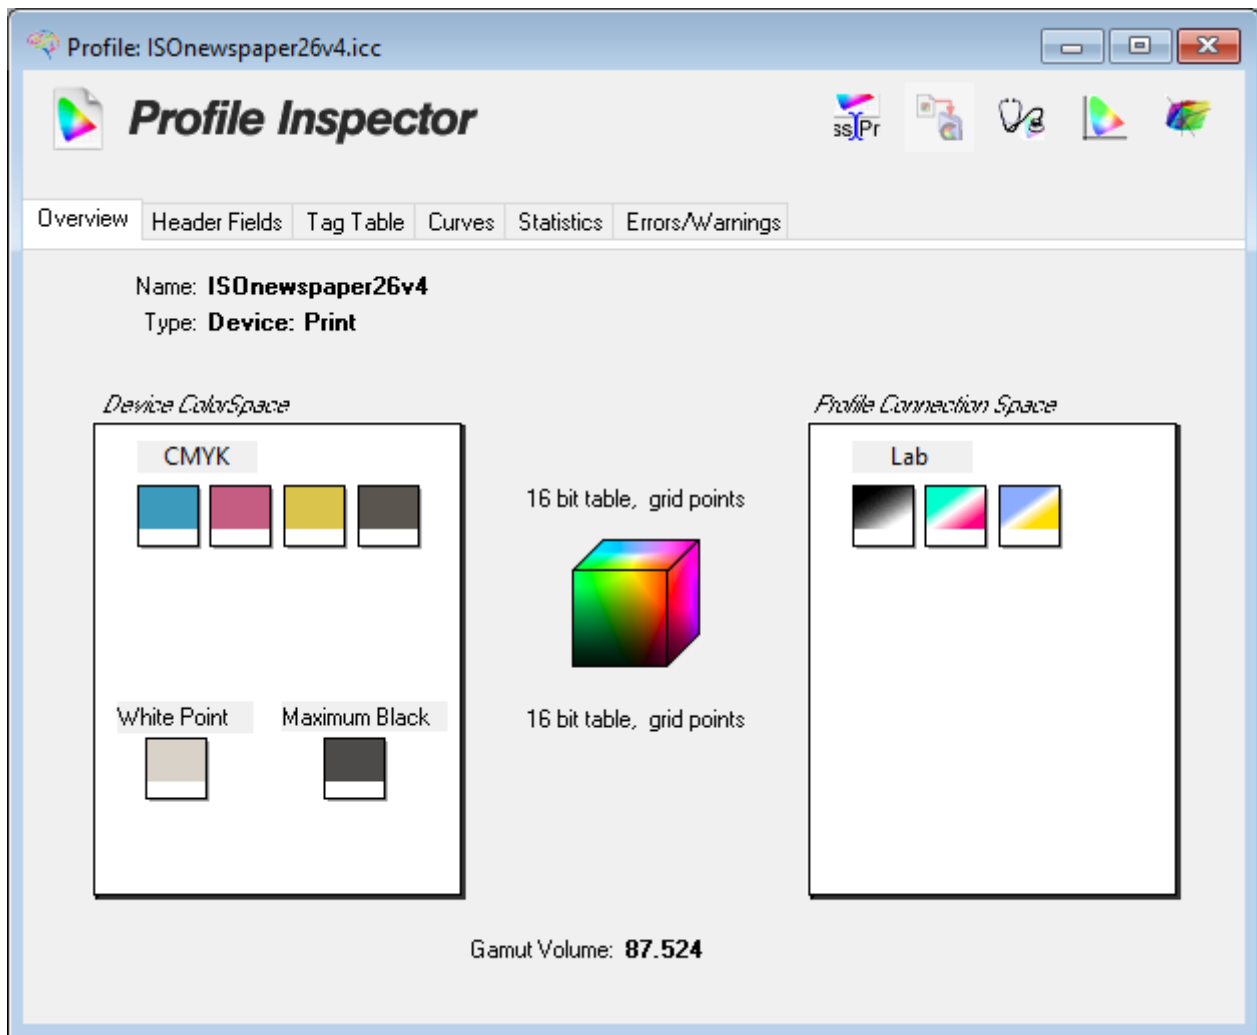 Profile: ISOnewspaper26v4.icc
Profile Inspector
ss Pr
Overview Header Fields Tag Table Curves Statistics Errors/Warnings
Name: ISOnewspaper26v4
Type: Device: Print
Device ColorSpace
Profile Connection Space
CMYK
Lab
16 bit table, grid points
White Point Maximum Black
16 bit table, grid points
Gamut Volume: 87.524